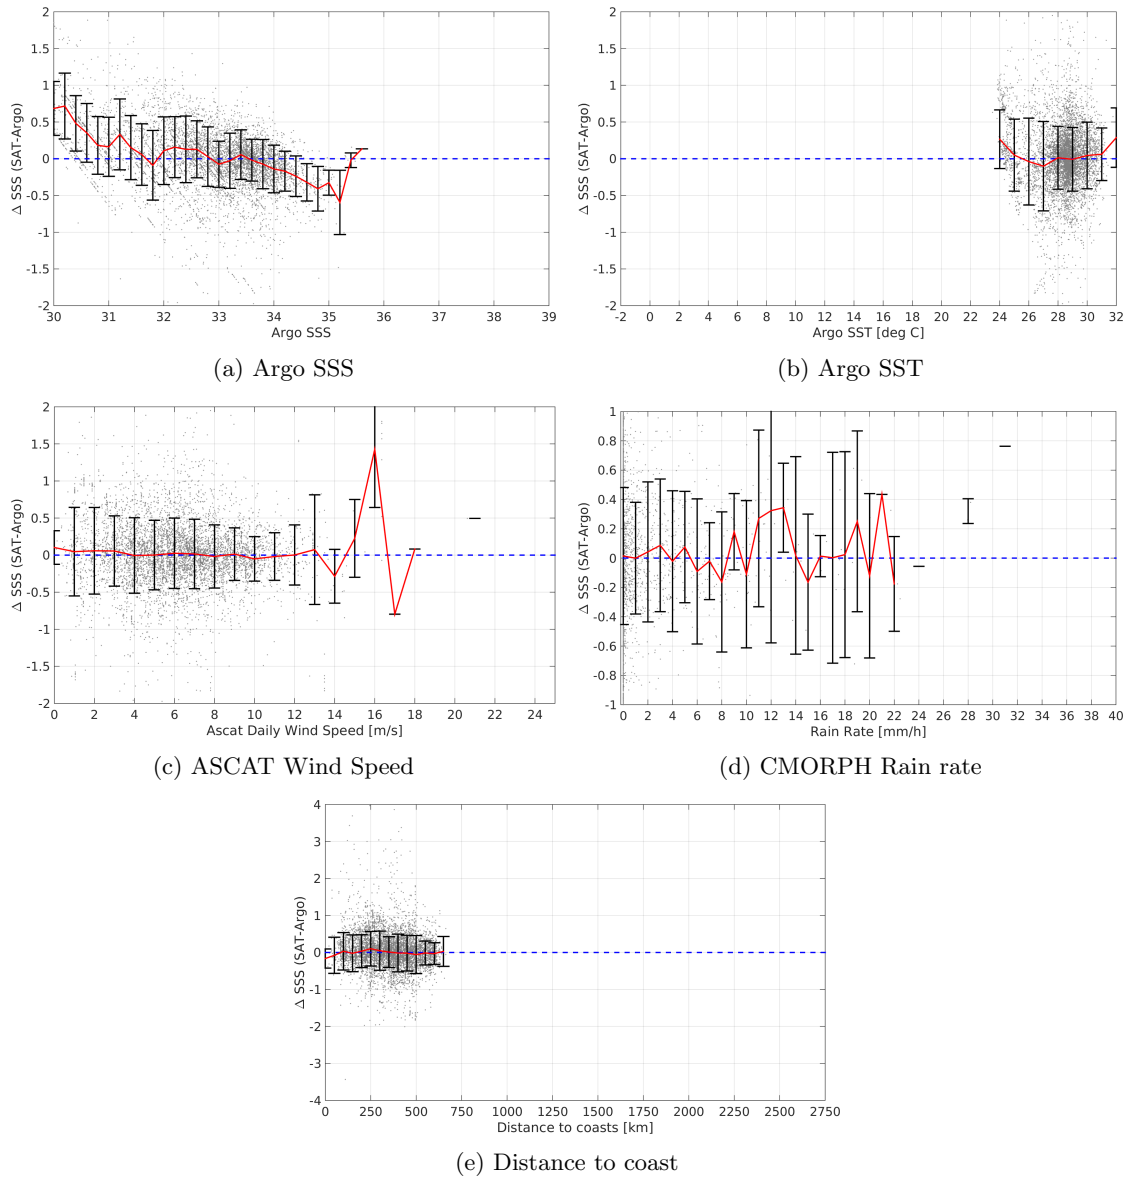 2
1.5
1
0.5
0
-0.5
-1
-1.5
-2
Δ SSS (SAT-Argo)
30 31 32 33 34 35 36 37 38 39
Argo SSS
(a) Argo SSS
2
1.5
1
0.5
0
-0.5
-1
-1.5
-2
Δ SSS (SAT-Argo)
-2 0 2 4 6 8 10 12 14 16 18 20 22 24 26 28 30 32
Argo SST [deg C]
(b) Argo SST
2
1.5
1
0.5
0
-0.5
-1
-1.5
-2
Δ SSS (SAT-Argo)
0 2 4 6 8 10 12 14 16 18 20 22 24
Ascat Daily Wind Speed [m/s]
(c) ASCAT Wind Speed
1
0.8
0.6
0.4
0.2
0
-0.2
-0.4
-0.6
-0.8
-1
Δ SSS (SAT-Argo)
0 2 4 6 8 10 12 14 16 18 20 22 24 26 28 30 32 34 36 38 40
Rain Rate [mm/h]
(d) CMORPH Rain rate
4
3
2
1
0
-1
-2
-3
-4
Δ SSS (SAT-Argo)
0 250 500 750 1000 1250 1500 1750 2000 2250 2500 2750
Distance to coasts [km]
(e) Distance to coast